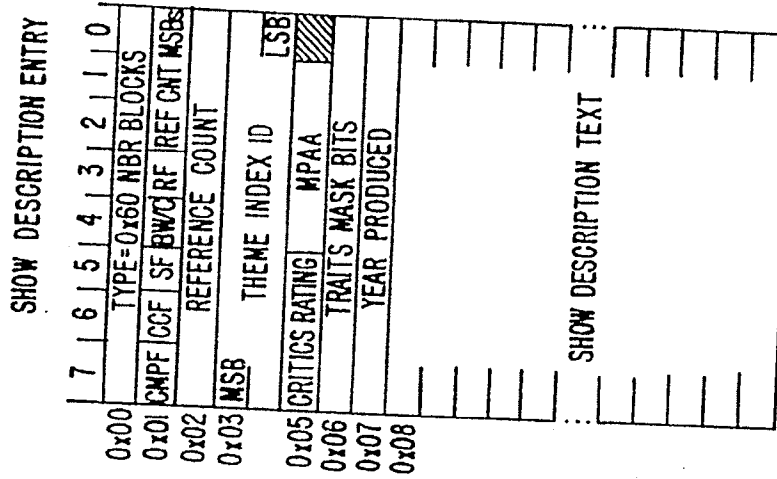 SHOW DESCRIPTION ENTRY
7 | 6 | 5 | 4 | 3 | 2 | 1 | 0
0x00 TYPE=0x60 NBR BLOCKS
0x01 CMPF CCF SF BW/C RF REF CNT MSBs
0x02 REFERENCE COUNT
0x03 MSB
THEME INDEX ID
LSB
0x05 CRITICS RATING MPAA
0x06 TRAITS MASK BITS
0x07 YEAR PRODUCED
0x08
SHOW DESCRIPTION TEXT